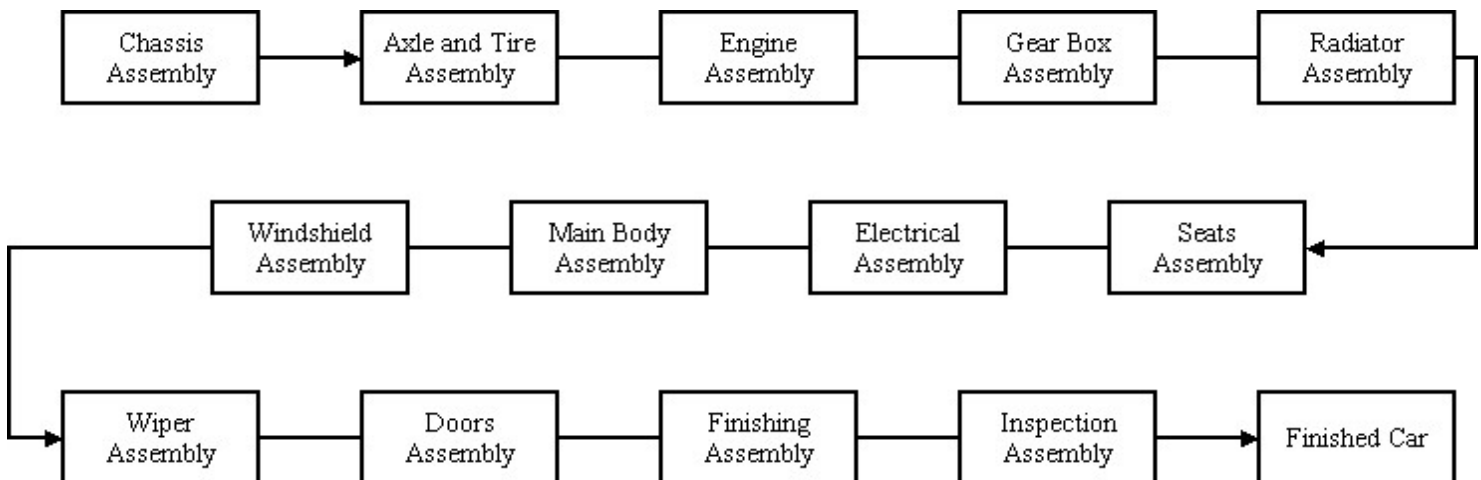 Chassis
Assembly
Axle and Tire
Assembly
Engine
Assembly
Gear Box
Assembly
Radiator
Assembly
Seats
Assembly
Electrical
Assembly
Main Body
Assembly
Windshield
Assembly
Wiper
Assembly
Doors
Assembly
Finishing
Assembly
Inspection
Assembly
Finished Car